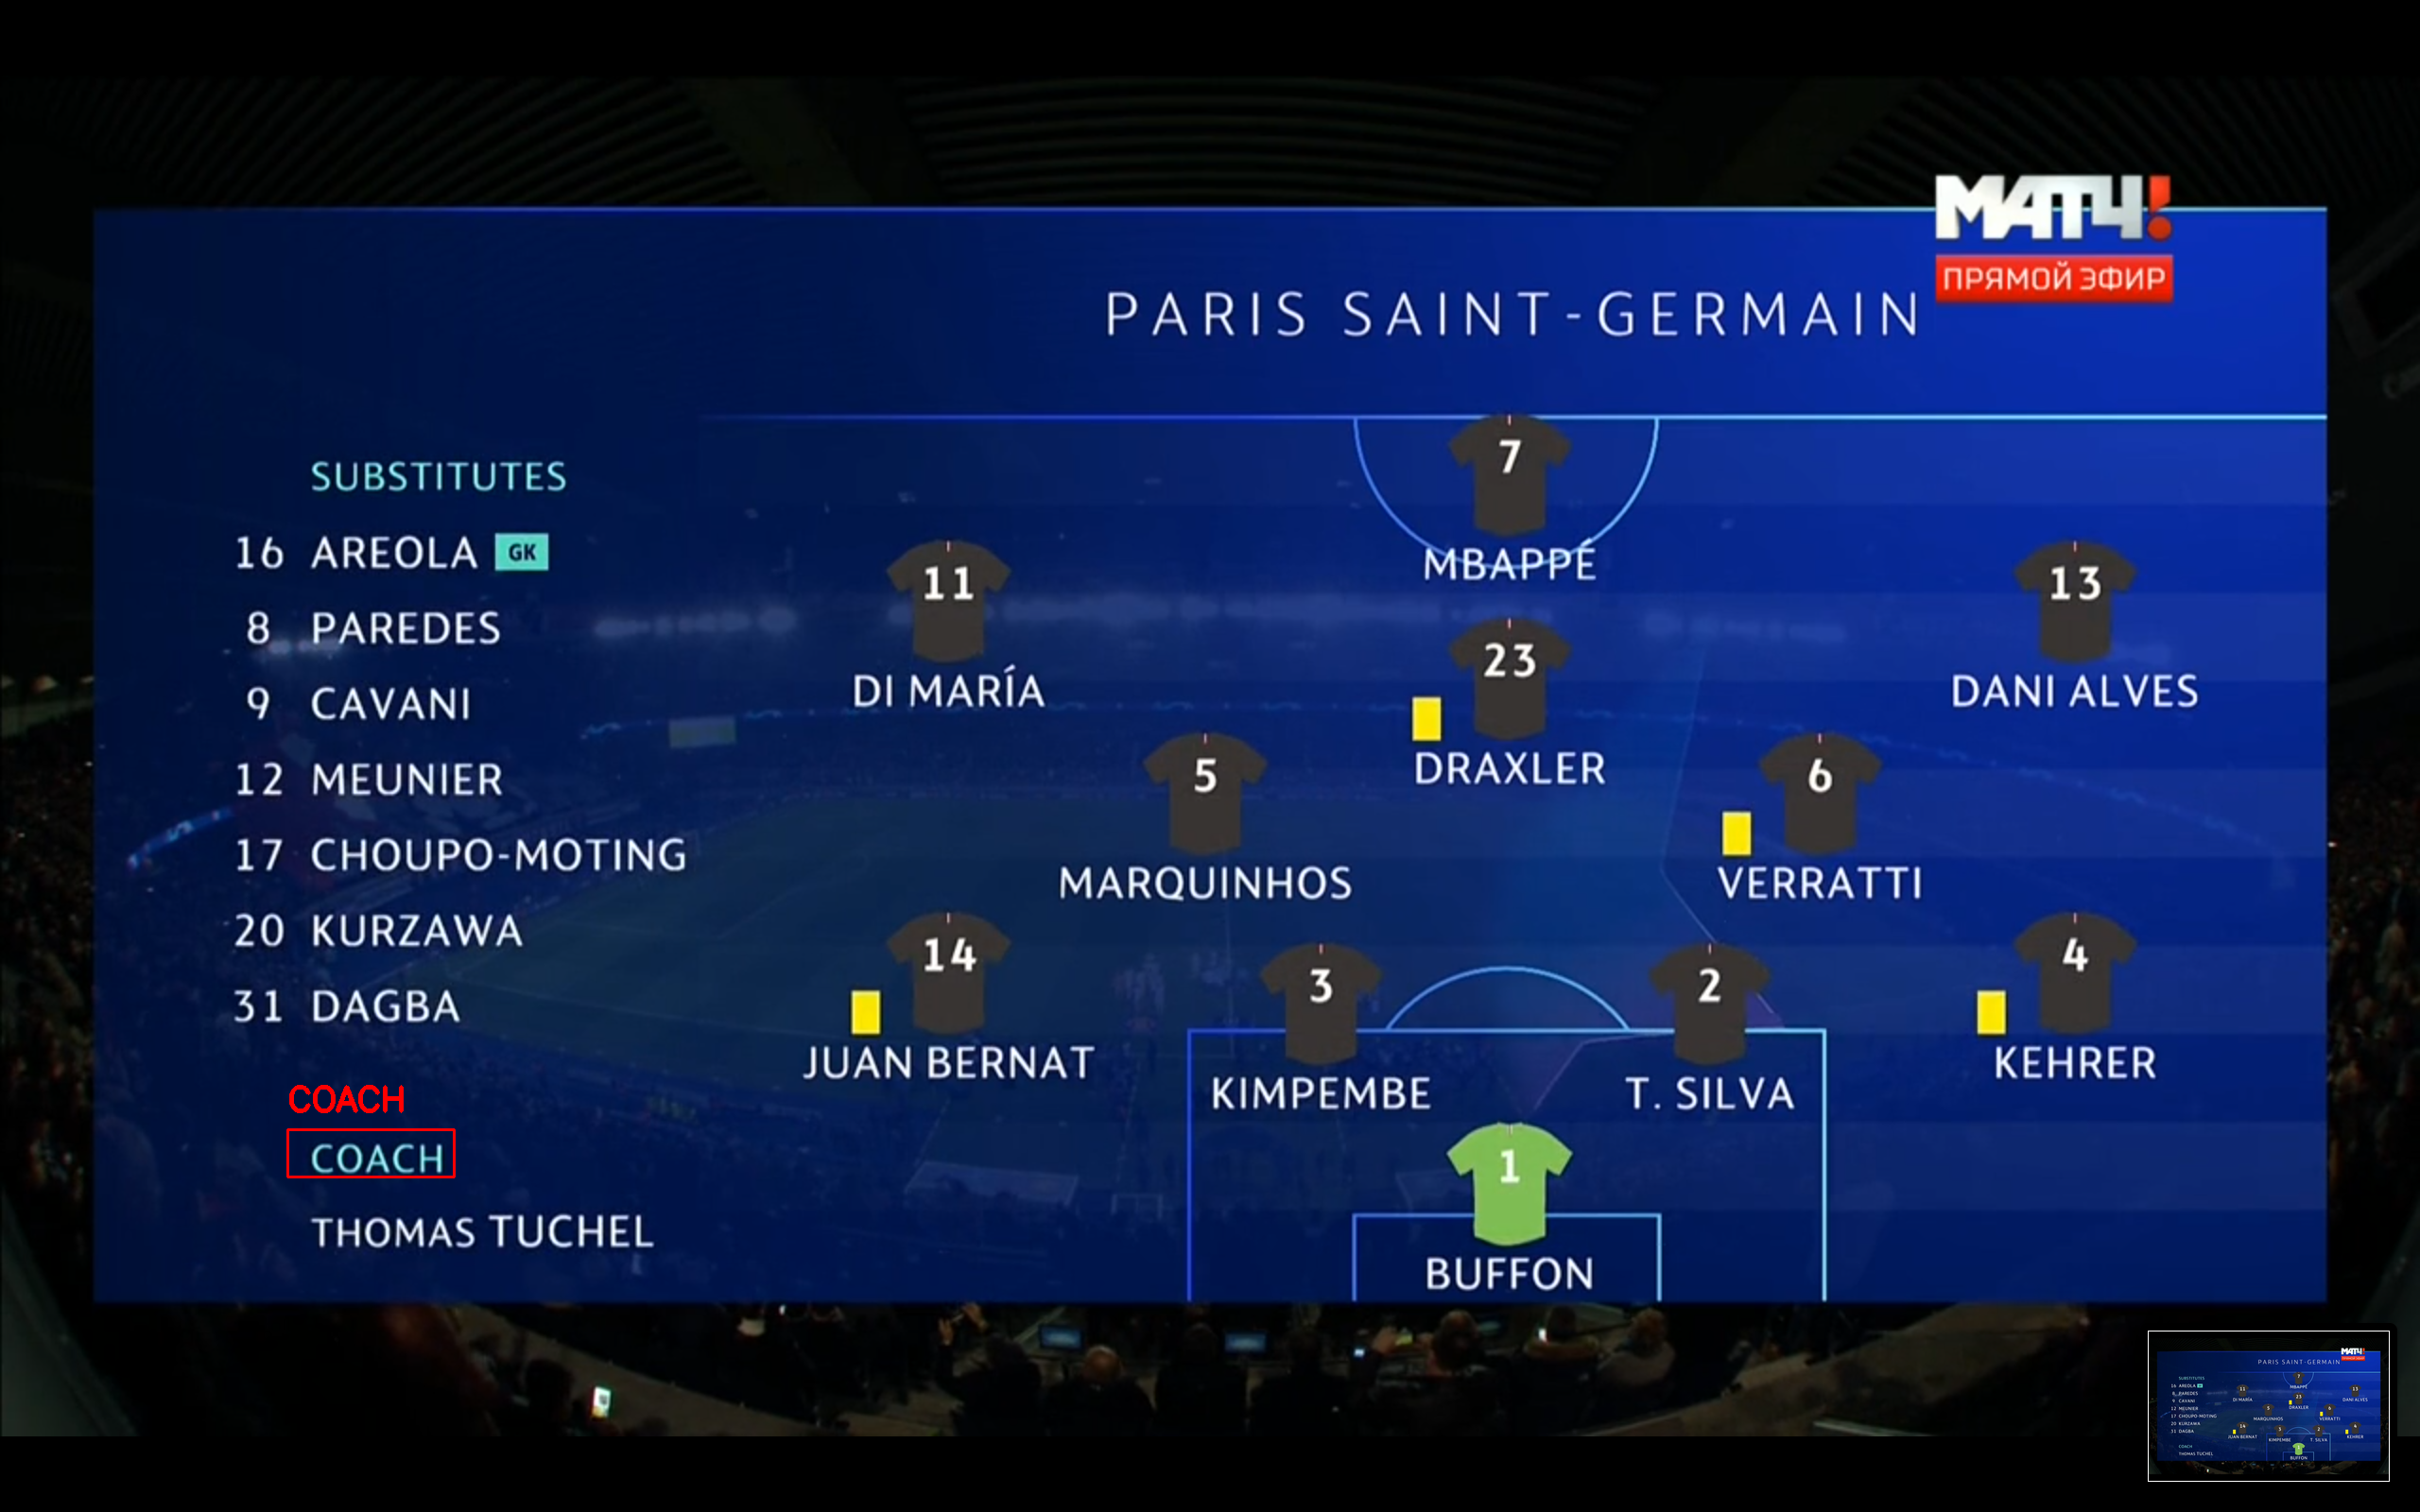 МАТЧ!
ПРЯМОЙ ЭФИР
PARIS SAINT-GERMAIN
SUBSTITUTES
16 AREOLA GK
8 PAREDES
9 CAVANI
12 MEUNIER
17 CHOUPO-MOTING
20 KURZAWA
31 DAGBA
COACH
COACH
THOMAS TUCHEL
7
MBAPPÉ
11
DI MARÍA
13
DANI ALVES
23
DRAXLER
5
MARQUINHOS
6
VERRATTI
14
JUAN BERNAT
3
KIMPEMBE
2
T. SILVA
4
KEHRER
1
BUFFON